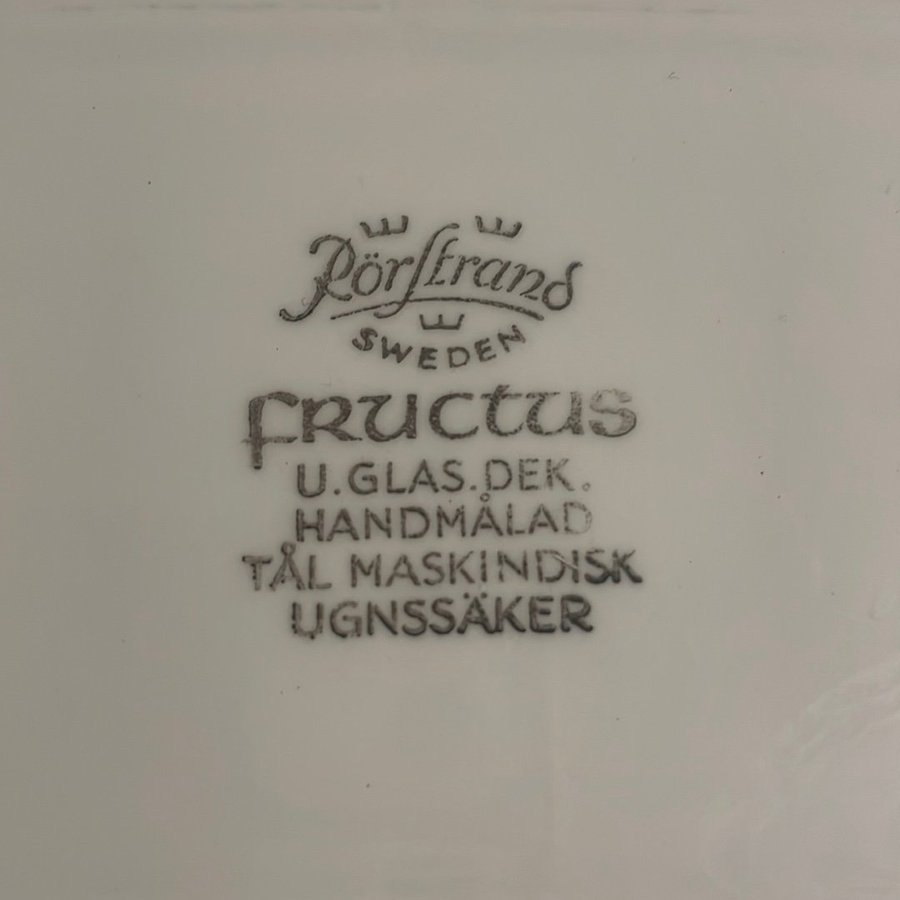 Rörstrand
SWEDEN
fructus
U.GLAS.DEK.
HANDMÅLAD
TÅL MASKINDISK
UGNSSÄKER